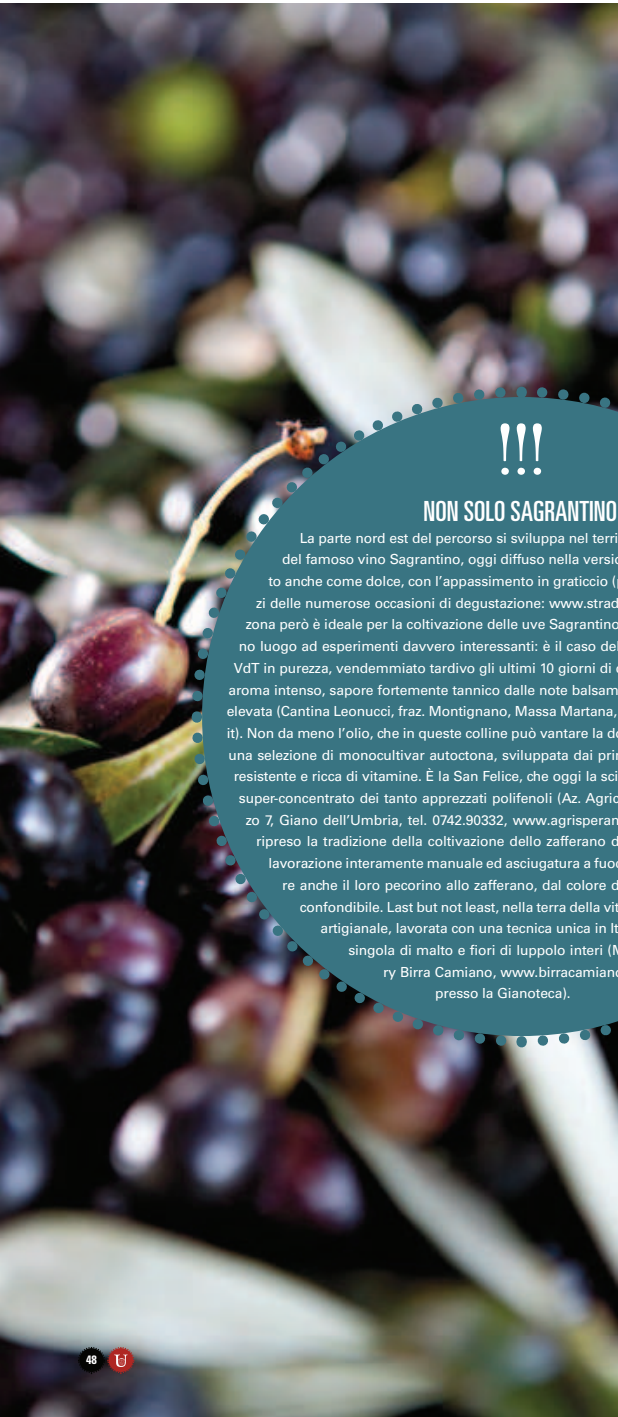 !!!
NON SOLO SAGRANTINO
La parte nord est del percorso si sviluppa nel terri
del famoso vino Sagrantino, oggi diffuso nella versio
to anche come dolce, con l'appassimento in graticcio (p
zi delle numerose occasioni di degustazione: www.strad
zona però è ideale per la coltivazione delle uve Sagrantino
no luogo ad esperimenti davvero interessanti: è il caso del
VdT in purezza, vendemmiato tardivo gli ultimi 10 giorni di
aroma intenso, sapore fortemente tannico dalle note balsam
elevata (Cantina Leonucci, fraz. Montignano, Massa Martana,
it). Non da meno l'olio, che in queste colline può vantare la do
una selezione di monocultivar autoctona, sviluppata dai prin
resistente e ricca di vitamine. È la San Felice, che oggi la sci
super-concentrato dei tanto apprezzati polifenoli (Az. Agric
zo 7, Giano dell'Umbria, tel. 0742.90332, www.agrisperan
ripreso la tradizione della coltivazione dello zafferano d
lavorazione interamente manuale ed asciugatura a fuoc
re anche il loro pecorino allo zafferano, dal colore d
confondibile. Last but not least, nella terra della vit
artigianale, lavorata con una tecnica unica in It
singola di malto e fiori di luppolo interi (M
ry Birra Camiano, www.birracamiano
presso la Gianoteca).
48 U